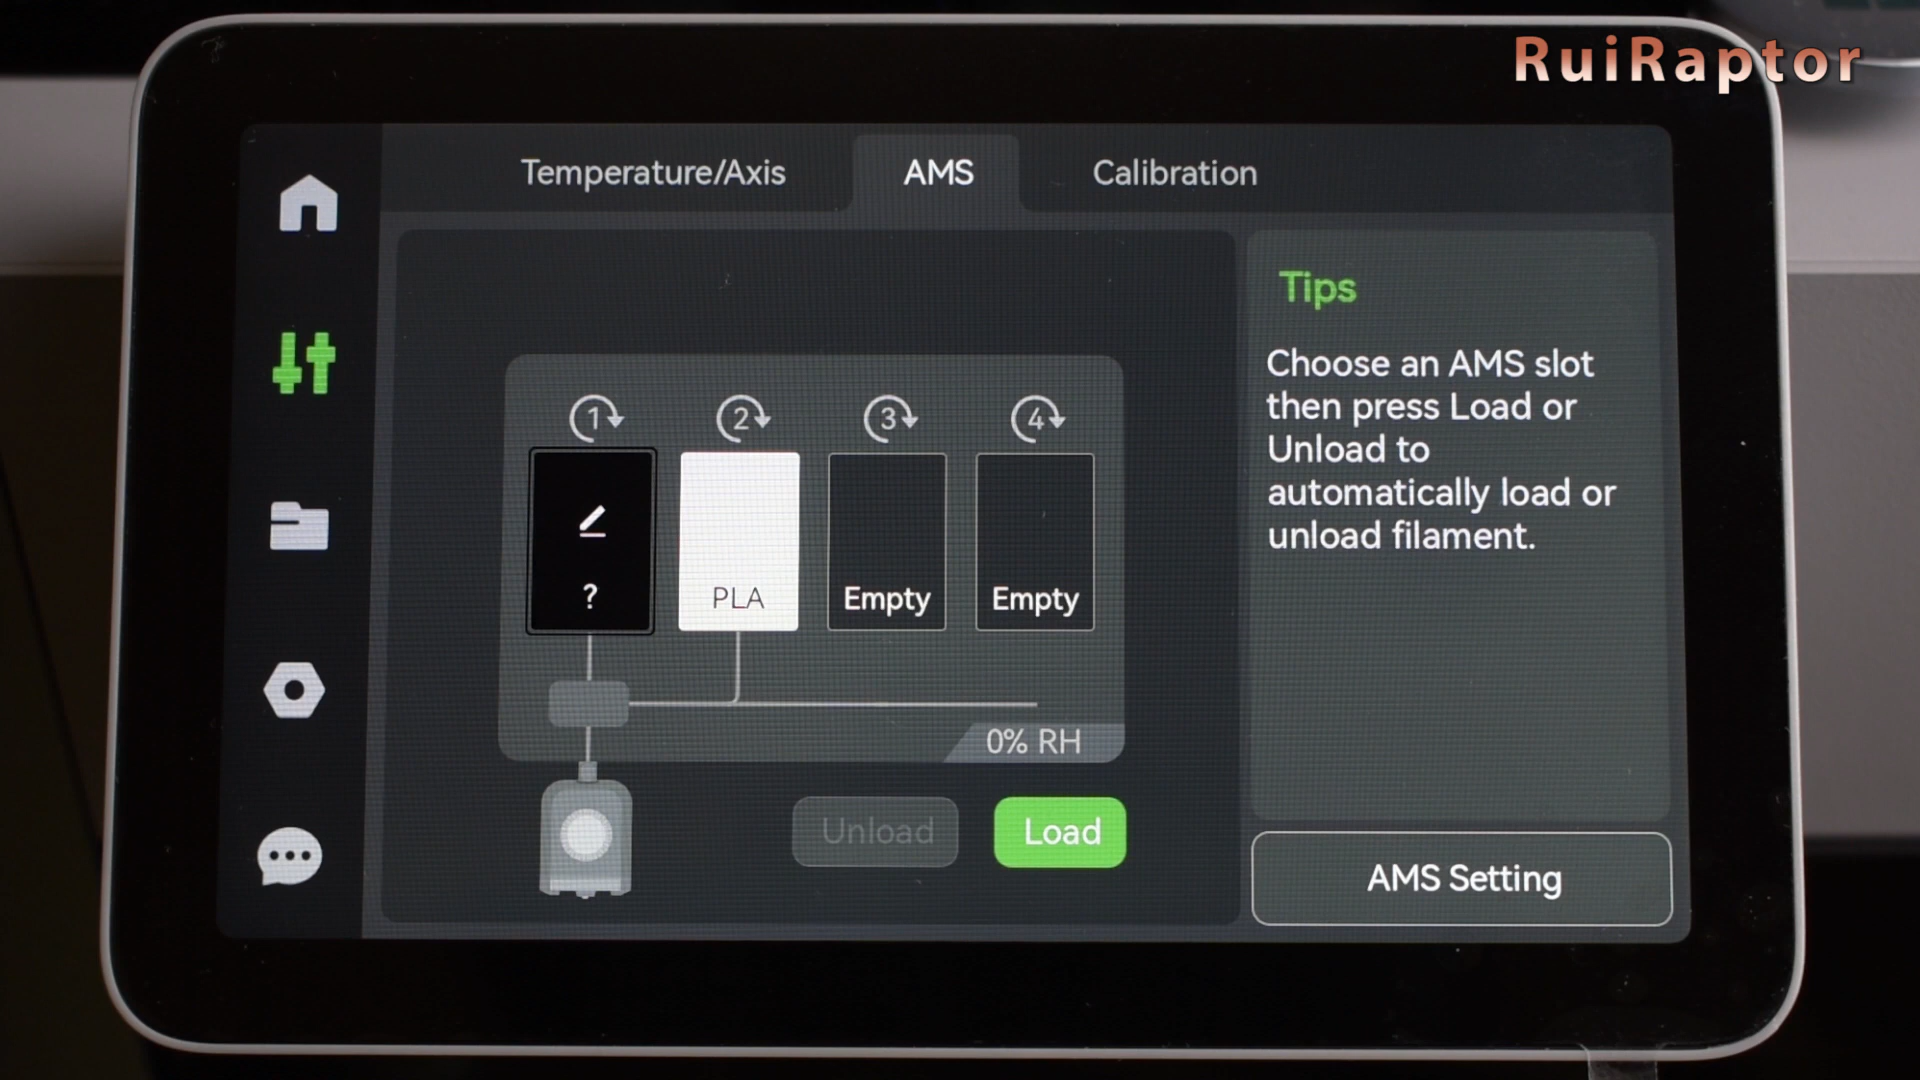 RuiRaptor
Temperature/Axis
AMS
Calibration
Tips
Choose an AMS slot
then press Load or
Unload to
automatically load or
unload filament.
1
2
3
4
?
PLA
Empty
Empty
0% RH
Unload
Load
AMS Setting